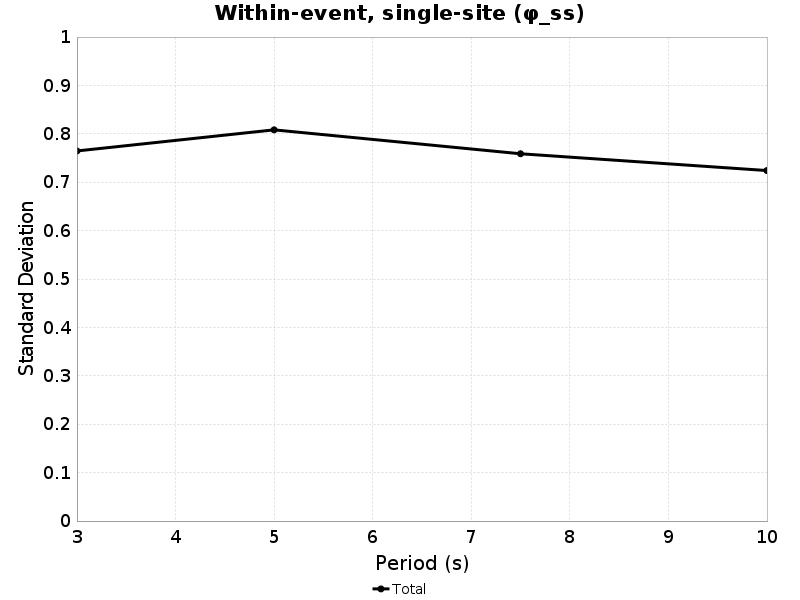 Within-event, single-site (φ_ss)
1
0.9
0.8
0.7
0.6
0.5
0.4
0.3
0.2
0.1
0
Standard Deviation
3 4 5 6 7 8 9 10
Period (s)
Total